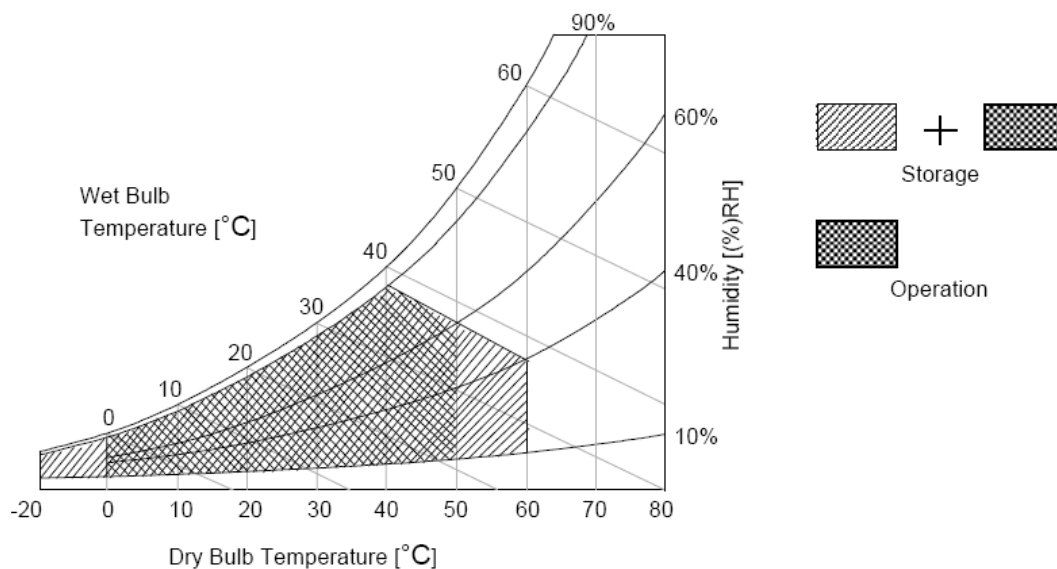 90%
60
60%
50
Wet Bulb
Temperature [°C]
40
30
20
10
0
40%
10%
Humidity [(%)RH]
-20 0 10 20 30 40 50 60 70 80
Dry Bulb Temperature [°C]
+
Storage
Operation